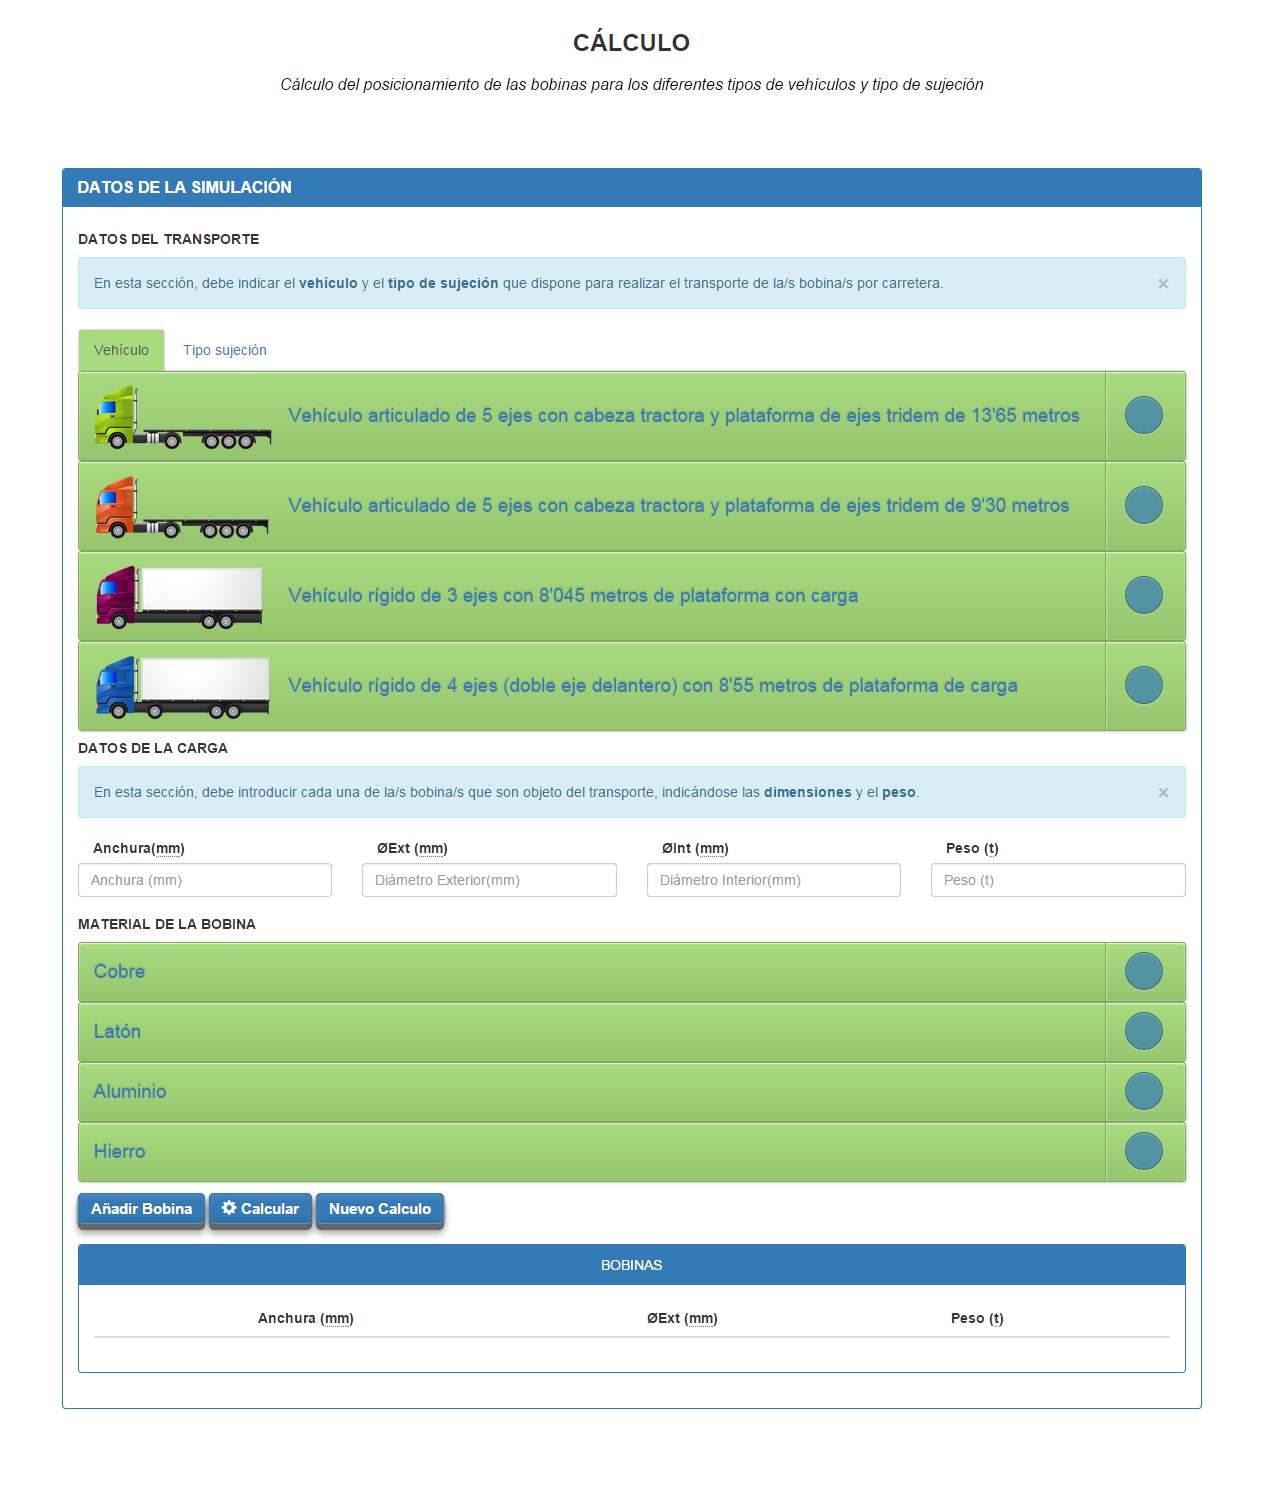 CÁLCULO
Cálculo del posicionamiento de las bobinas para los diferentes tipos de vehículos y tipo de sujeción
DATOS DE LA SIMULACIÓN
DATOS DEL TRANSPORTE
En esta sección, debe indicar el vehículo y el tipo de sujeción que dispone para realizar el transporte de la/s bobina/s por carretera. ×
Vehículo Tipo sujeción
Vehículo articulado de 5 ejes con cabeza tractora y plataforma de ejes tridem de 13'65 metros
Vehículo articulado de 5 ejes con cabeza tractora y plataforma de ejes tridem de 9'30 metros
Vehículo rígido de 3 ejes con 8'045 metros de plataforma con carga
Vehículo rígido de 4 ejes (doble eje delantero) con 8'55 metros de plataforma de carga
DATOS DE LA CARGA
En esta sección, debe introducir cada una de la/s bobina/s que son objeto del transporte, indicándose las dimensiones y el peso. ×
Anchura(mm) ØExt (mm) ØInt (mm) Peso (t)
Anchura (mm) Diámetro Exterior(mm) Diámetro Interior(mm) Peso (t)
MATERIAL DE LA BOBINA
Cobre
Latón
Aluminio
Hierro
Añadir Bobina Calcular Nuevo Calculo
BOBINAS
Anchura (mm) ØExt (mm) Peso (t)